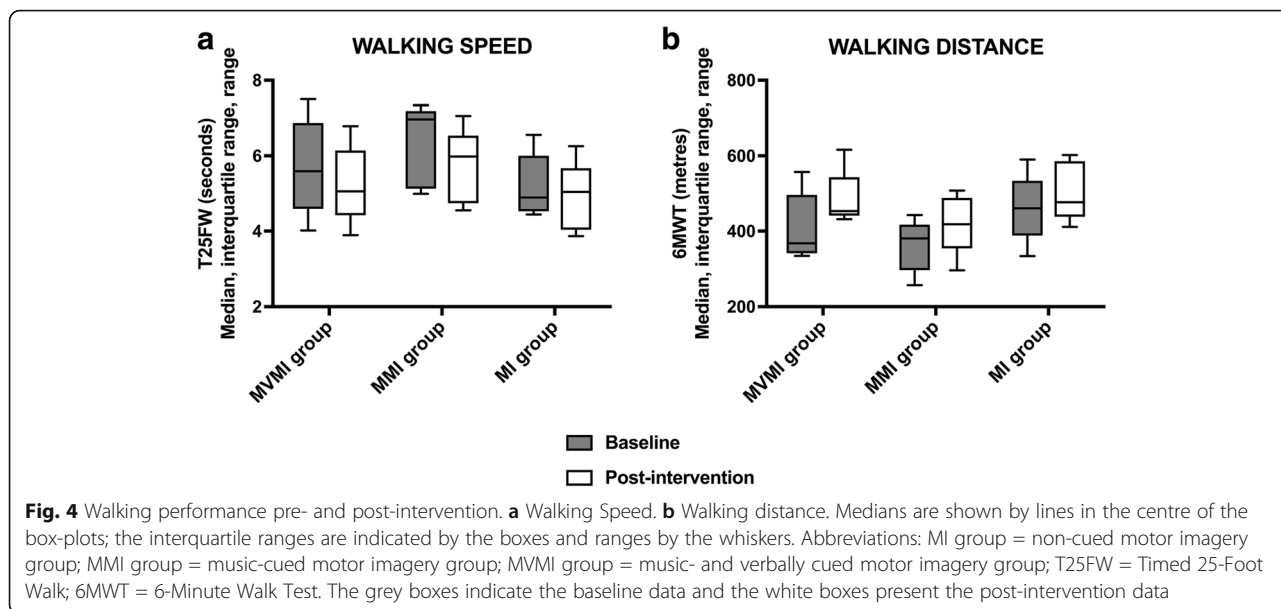 a WALKING SPEED
8
6
4
2
T25FW (seconds)
Median, interquartile range, range
MVMI group
MMI group
MI group
b WALKING DISTANCE
800
600
400
200
6MWT (metres)
Median, interquartile range, range
MVMI group
MMI group
MI group
Baseline
Post-intervention
Fig. 4 Walking performance pre- and post-intervention. a Walking Speed. b Walking distance. Medians are shown by lines in the centre of the
box-plots; the interquartile ranges are indicated by the boxes and ranges by the whiskers. Abbreviations: MI group = non-cued motor imagery
group; MMI group = music-cued motor imagery group; MVMI group = music- and verbally cued motor imagery group; T25FW = Timed 25-Foot
Walk; 6MWT = 6-Minute Walk Test. The grey boxes indicate the baseline data and the white boxes present the post-intervention data